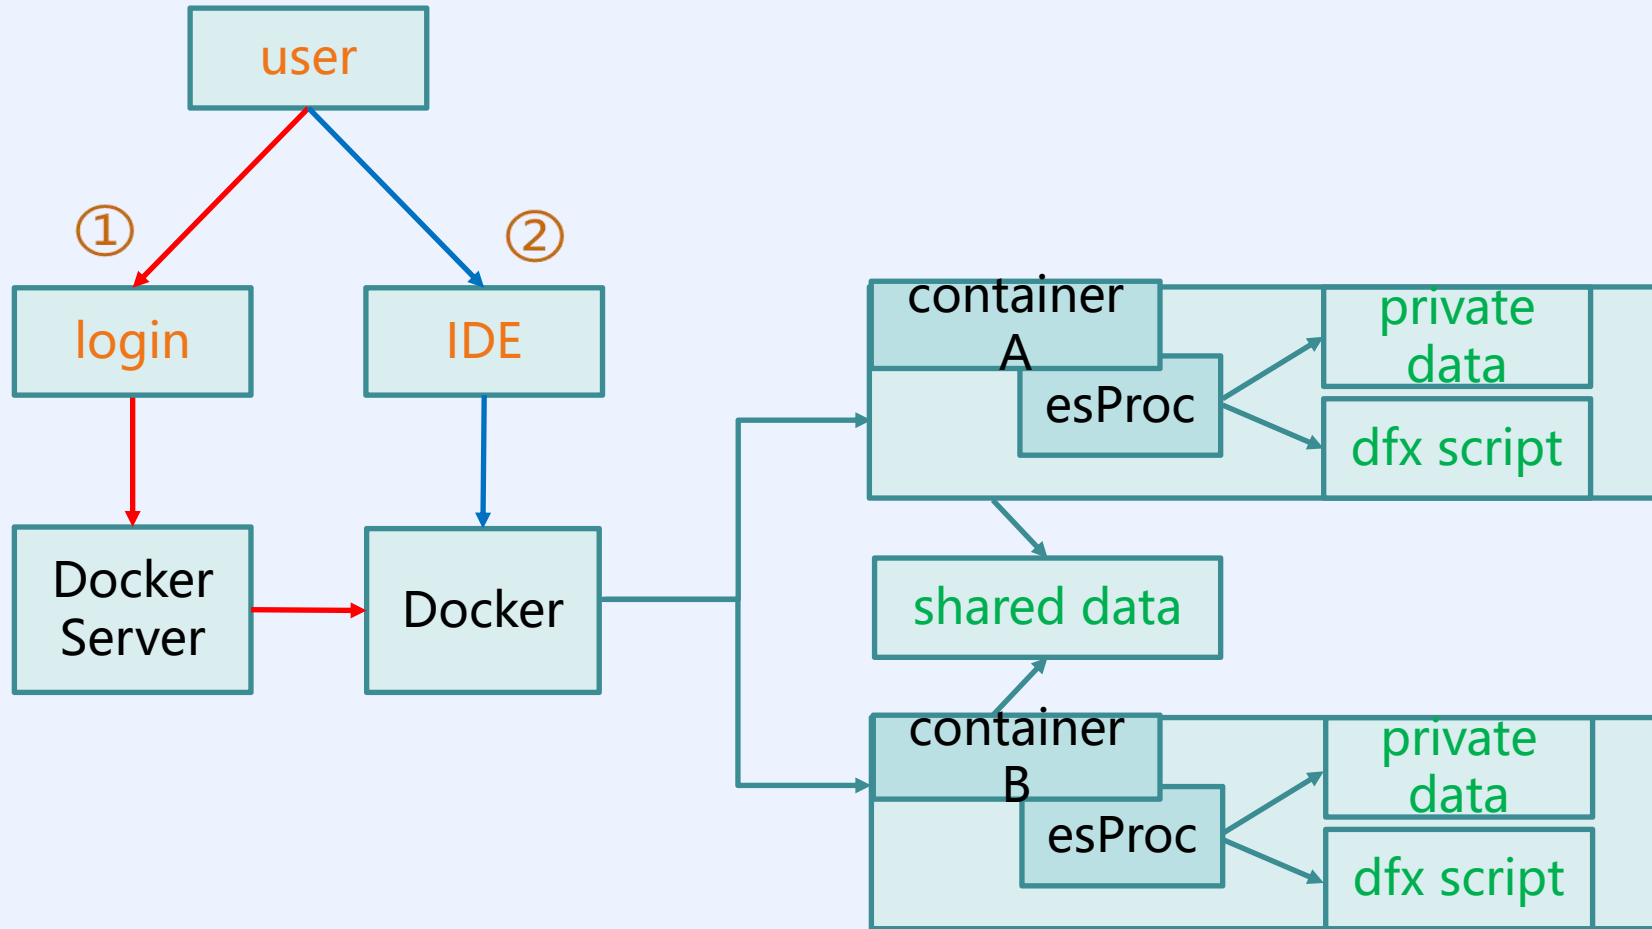 user
①
②
login
IDE
container
A
private
data
esProc
dfx script
Docker
Server
Docker
shared data
container
B
private
data
esProc
dfx script